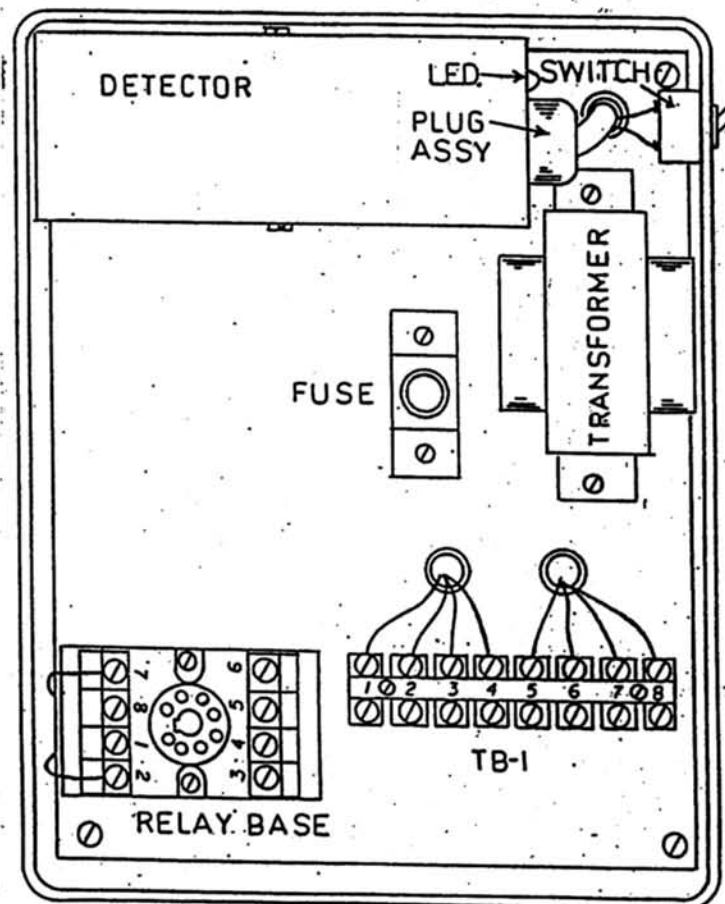 DETECTOR
LED
SWITCH
PLUG
ASSY
TRANSFORMER
FUSE
7 6
8 5
1 4
2 3
1 2 3 4 5 6 7 8
TB-1
RELAY BASE